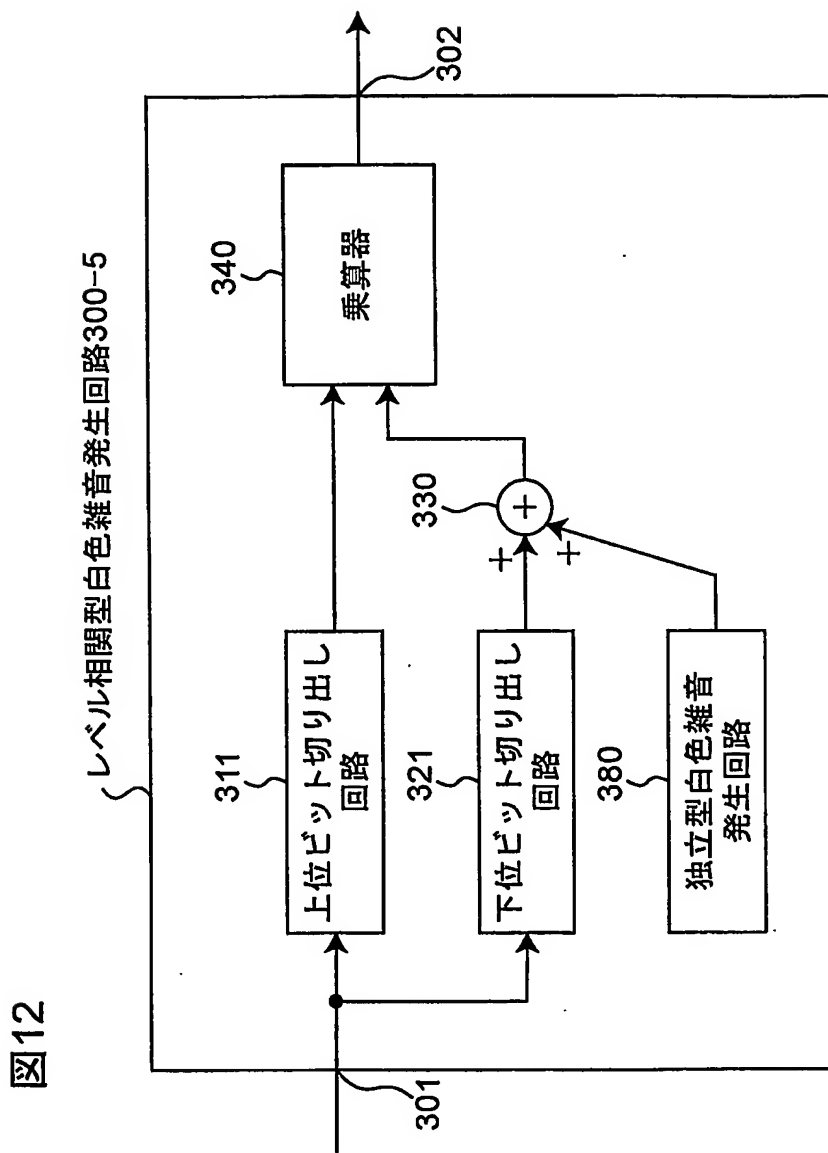 図12
レベル相関型白色雑音発生回路300-5
301
311
上位ビット切り出し
回路
340
乗算器
302
321
下位ビット切り出し
回路
330
+
+
+
380
独立型白色雑音
発生回路